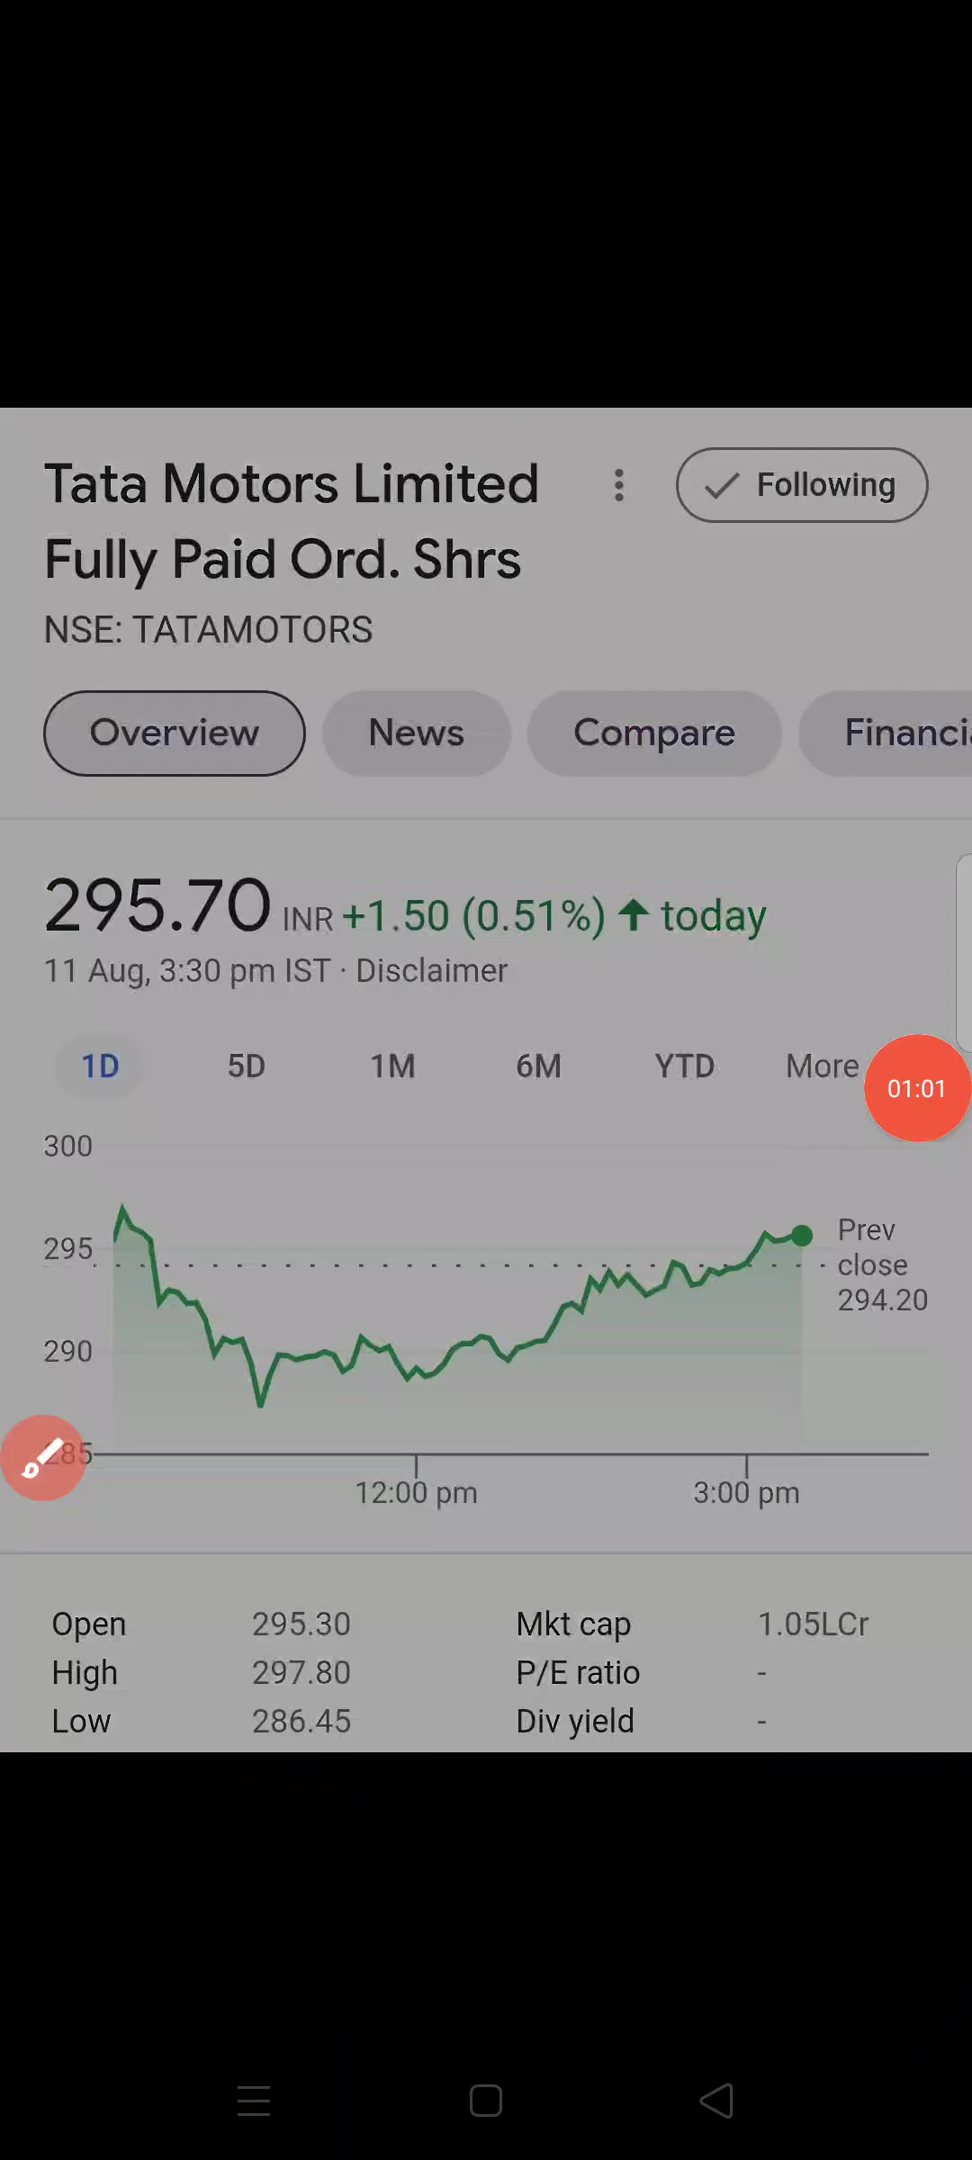 Tata Motors Limited
Following
Fully Paid Ord. Shrs
NSE: TATAMOTORS
Overview
News
Compare
Financi
295.70 INR +1.50 (0.51%) ↑ today
11 Aug, 3:30 pm IST · Disclaimer
1D 5D 1M 6M YTD More
01:01
300
295
290
285
Prev
close
294.20
12:00 pm
3:00 pm
Open 295.30 Mkt cap 1.05LCr
High 297.80 P/E ratio -
Low 286.45 Div yield -